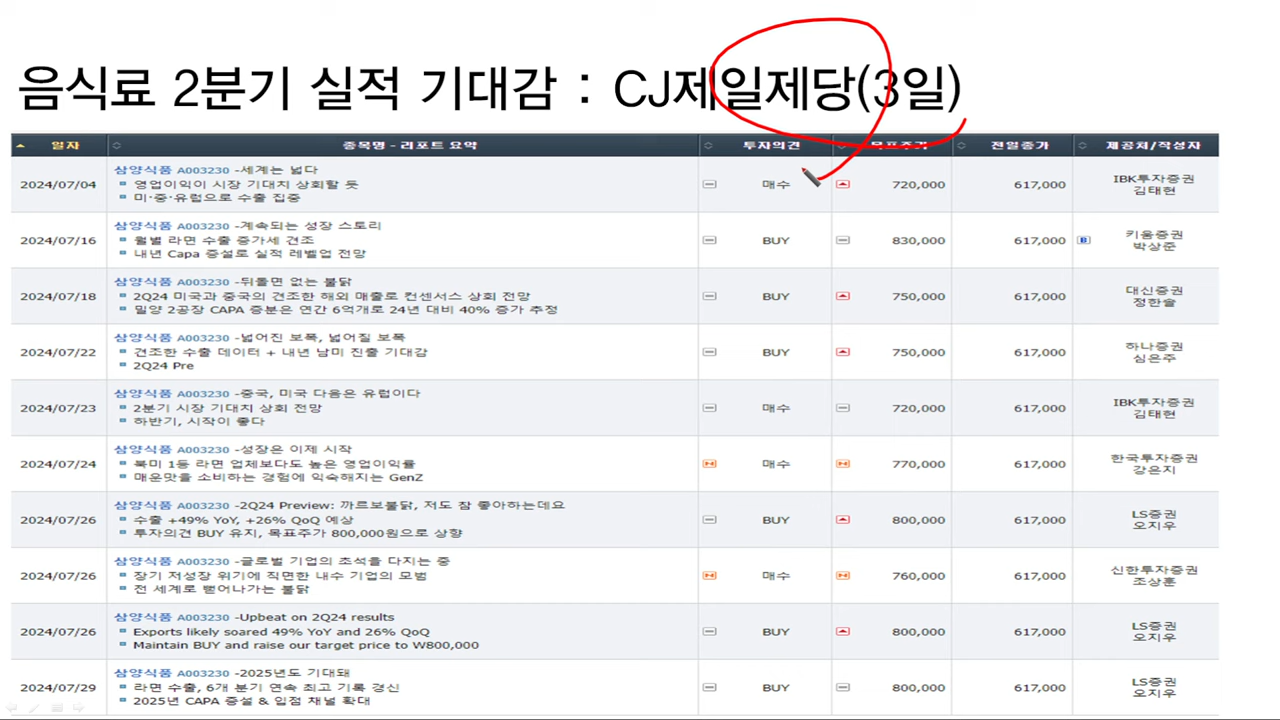 음식료 2분기 실적 기대감 : CJ제일제당(3일)
일자 종목명 - 리포트 요약 투자의견 목표주가 전일종가 제공처/작성자
2024/07/04 삼양식품 A003230 -세계는 넓다
영업이익이 시장 기대치 상회할 듯
미·중·유럽으로 수출 집중
매수 720,000 617,000 IBK투자증권
김태현
2024/07/16 삼양식품 A003230 -계속되는 성장 스토리
월별 라면 수출 증가세 견조
내년 Capa 증설로 실적 레벨업 전망
BUY 830,000 617,000 B 키움증권
박상준
2024/07/18 삼양식품 A003230 -뒤돌면 없는 불닭
2Q24 미국과 중국의 견조한 해외 매출로 컨센서스 상회 전망
밀양 2공장 CAPA 증분은 연간 6억개로 24년 대비 40% 증가 추정
BUY 750,000 617,000 대신증권
정한솔
2024/07/22 삼양식품 A003230 -넓어진 보폭, 넓어질 보폭
견조한 수출 데이터 + 내년 남미 진출 기대감
2Q24 Pre
BUY 750,000 617,000 하나증권
심은주
2024/07/23 삼양식품 A003230 -중국, 미국 다음은 유럽이다
2분기 시장 기대치 상회 전망
하반기, 시작이 좋다
매수 720,000 617,000 IBK투자증권
김태현
2024/07/24 삼양식품 A003230 -성장은 이제 시작
북미 1등 라면 업체보다도 높은 영업이익률
매운맛을 소비하는 경험에 익숙해지는 GenZ
매수 770,000 617,000 한국투자증권
강은지
2024/07/26 삼양식품 A003230 -2Q24 Preview: 까르보불닭, 저도 참 좋아하는데요
수출 +49% YoY, +26% QoQ 예상
투자의견 BUY 유지, 목표주가 800,000원으로 상향
BUY 800,000 617,000 LS증권
오지우
2024/07/26 삼양식품 A003230 -글로벌 기업의 초석을 다지는 중
장기 저성장 위기에 직면한 내수 기업의 모범
전 세계로 뻗어나가는 불닭
매수 760,000 617,000 신한투자증권
조상훈
2024/07/26 삼양식품 A003230 -Upbeat on 2Q24 results
Exports likely soared 49% YoY and 26% QoQ
Maintain BUY and raise our target price to W800,000
BUY 800,000 617,000 LS증권
오지우
2024/07/29 삼양식품 A003230 -2025년도 기대돼
라면 수출, 6개 분기 연속 최고 기록 경신
2025년 CAPA 증설 & 입점 채널 확대
BUY 800,000 617,000 LS증권
오지우